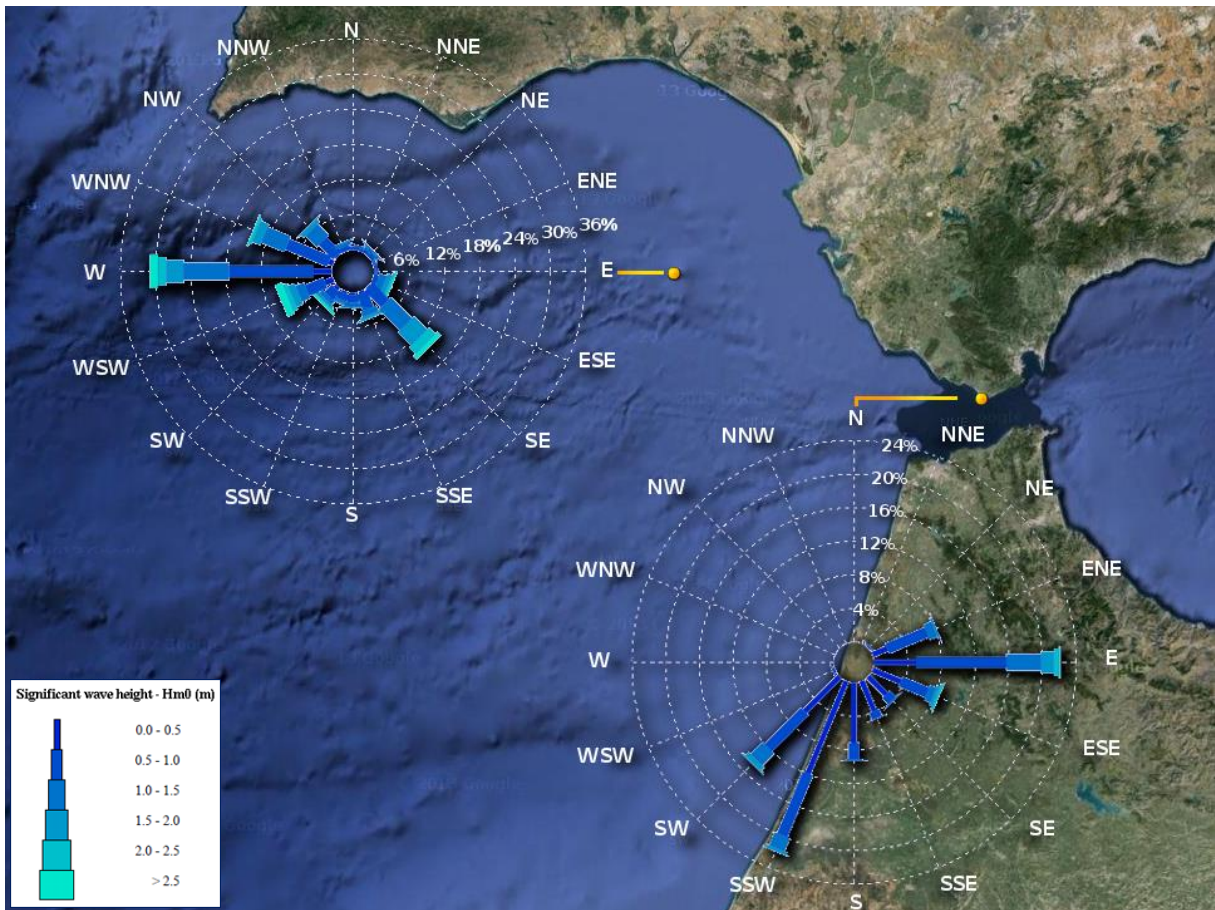 N
NNW
NNE
NW
NE
WNW
ENE
6% 12% 18% 24% 30% 36%
W
E
WSW
ESE
SW
SE
SSW
SSE
S
N
NNW
NNE
24%
NW
NE
20%
16%
12%
WNW
ENE
8%
4%
W
E
WSW
ESE
SW
SE
SSW
SSE
S
Significant wave height - Hm0 (m)
0.0 - 0.5
0.5 - 1.0
1.0 - 1.5
1.5 - 2.0
2.0 - 2.5
> 2.5